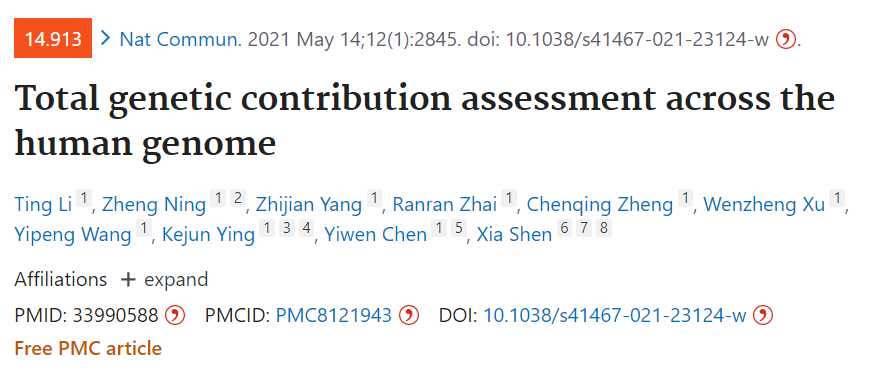 14.913 > Nat Commun. 2021 May 14;12(1):2845. doi: 10.1038/s41467-021-23124-w.
Total genetic contribution assessment across the
human genome
Ting Li 1, Zheng Ning 1 2, Zhijian Yang 1, Ranran Zhai 1, Chenqing Zheng 1, Wenzheng Xu 1,
Yipeng Wang 1, Kejun Ying 1 3 4, Yiwen Chen 1 5, Xia Shen 6 7 8
Affiliations + expand
PMID: 33990588 PMCID: PMC8121943 DOI: 10.1038/s41467-021-23124-w
Free PMC article